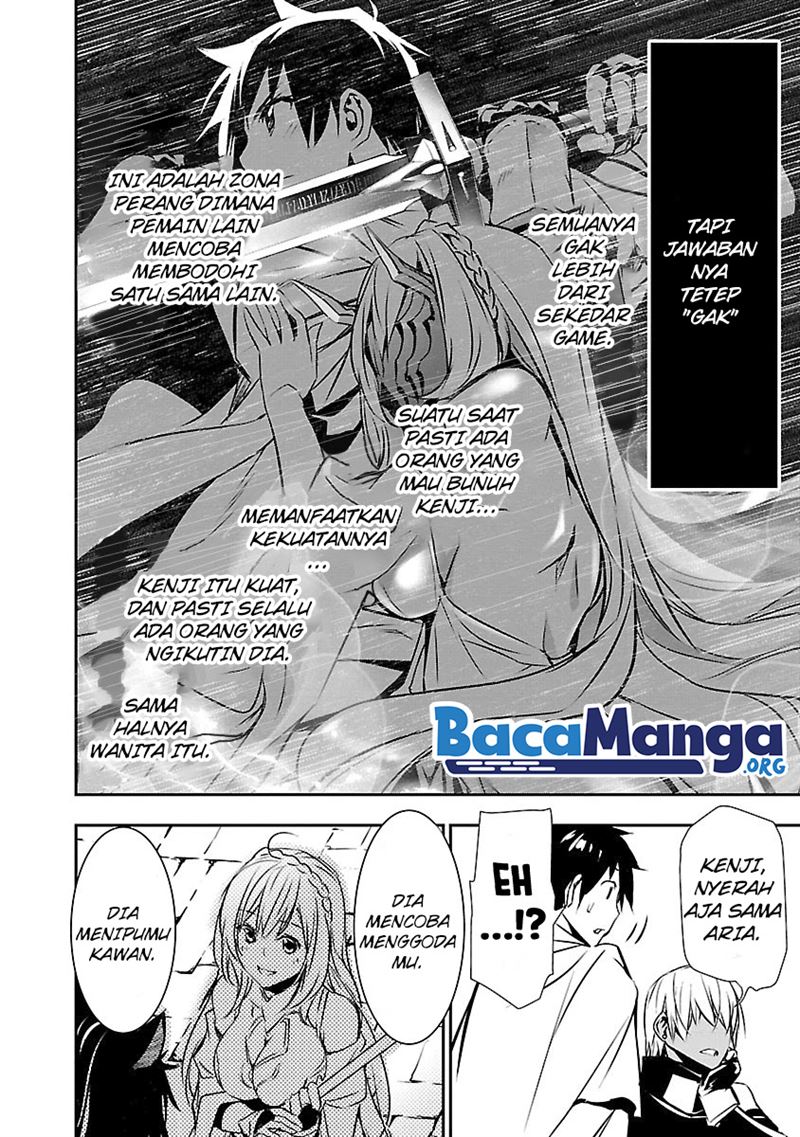 TAPI
JAWABAN
NYA
TETEP
"GAK"
SEMUANYA
GAK
LEBIH
DARI
SEKEDAR
GAME.
INI ADALAH ZONA
PERANG DIMANA
PEMAIN LAIN
MENCOBA
MEMBODOHI
SATU SAMA LAIN.
SUATU SAAT
PASTI ADA
ORANG YANG
MAU BUNUH
KENJI...
MEMANFAATKAN
KEKUATANNYA
...
KENJI ITU KUAT,
DAN PASTI SELALU
ADA ORANG YANG
NGIKUTIN DIA.
SAMA
HALNYA
WANITA ITU.
BacaManga
.ORG
KENJI,
NYERAH
AJA SAMA
ARIA.
EH
....!?
DIA
MENCOBA
MENGGODA
MU.
DIA
MENIPUMU
KAWAN.